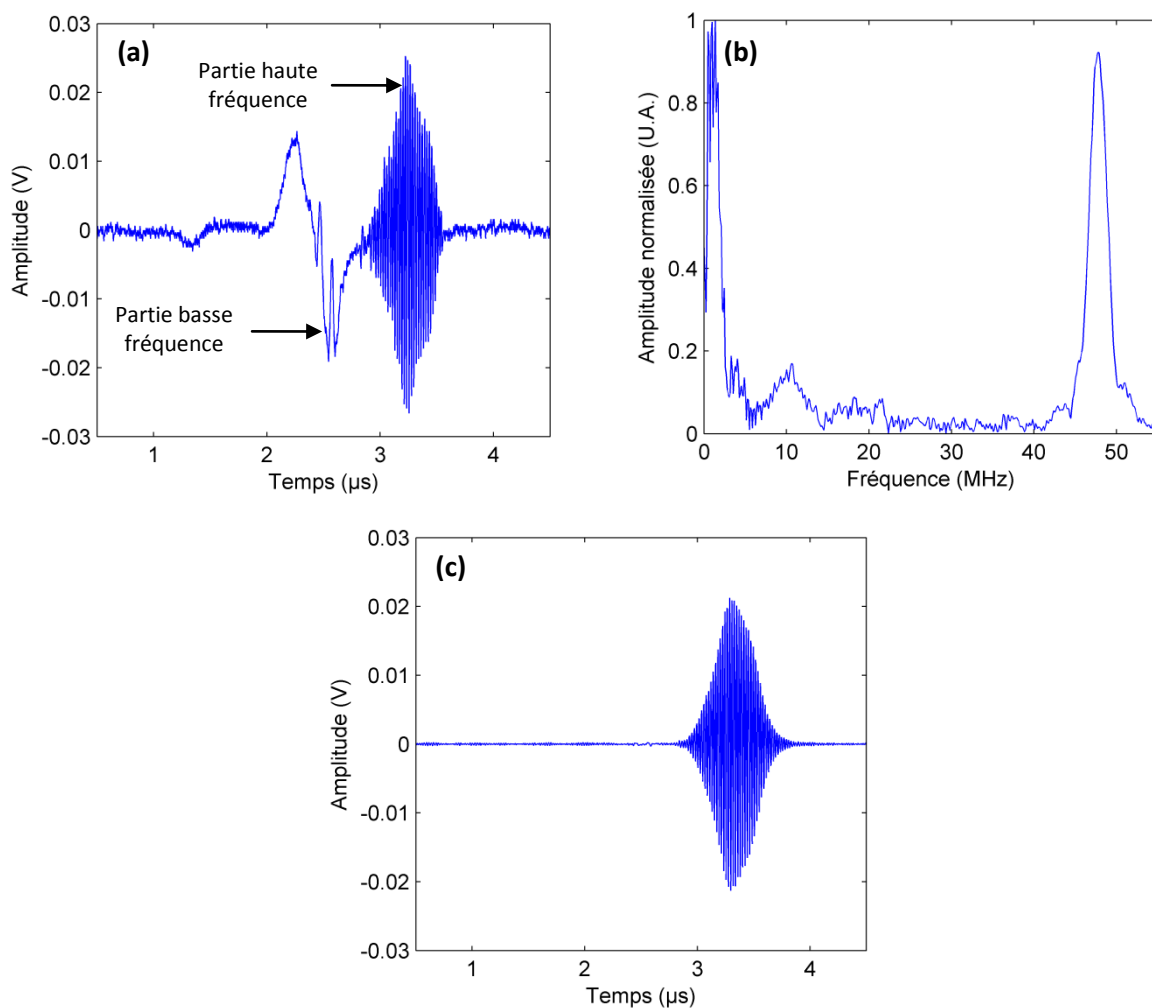 (a)
Partie haute
fréquence
Partie basse
fréquence
0.03
0.02
0.01
0
-0.01
-0.02
-0.03
Amplitude (V)
1 2 3 4
Temps (µs)
(b)
1
0.8
0.6
0.4
0.2
0
Amplitude normalisée (U.A.)
0 10 20 30 40 50
Fréquence (MHz)
(c)
0.03
0.02
0.01
0
-0.01
-0.02
-0.03
Amplitude (V)
1 2 3 4
Temps (µs)